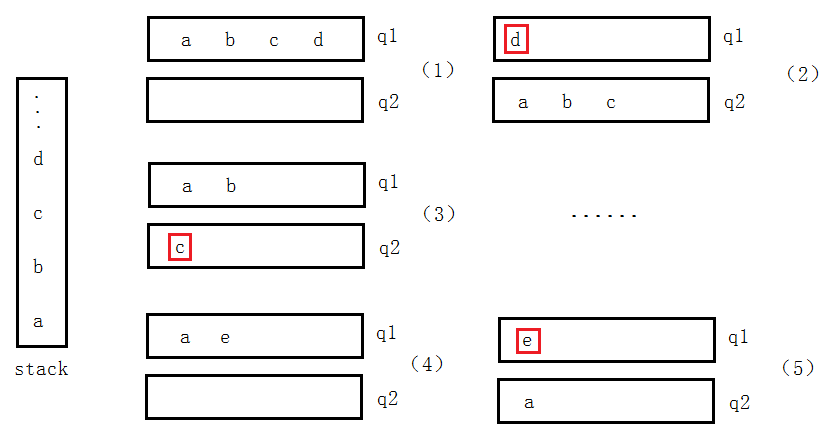 a b c d q1
q2
(1)
d q1
a b c q2
(2)
...
d
c
b
a
stack
a b q1
c q2
(3)
......
a e q1
q2
(4)
e q1
a q2
(5)